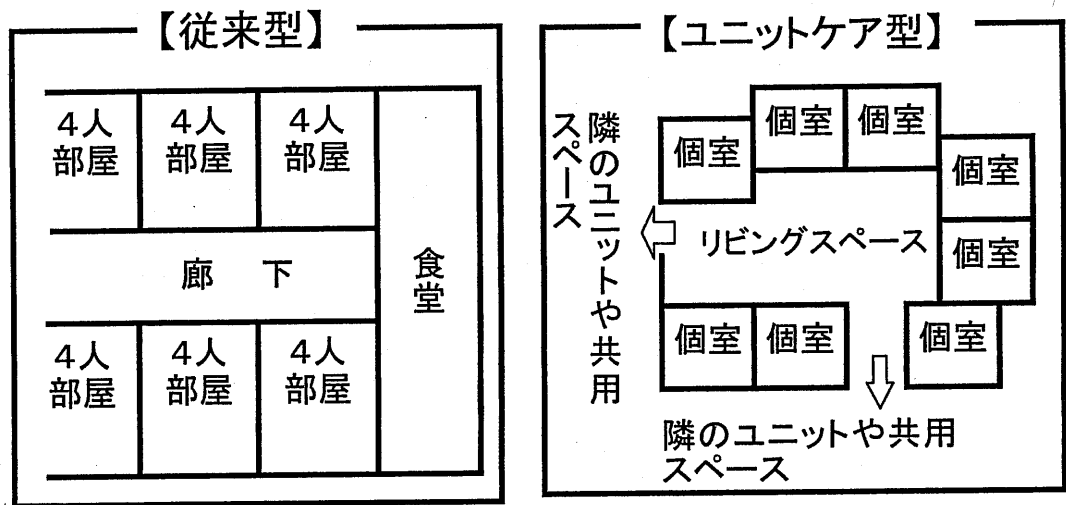 【従来型】
4人
部屋
4人
部屋
4人
部屋
廊 下
食堂
4人
部屋
4人
部屋
4人
部屋
【ユニットケア型】
隣のユニットや共用
スペース
個室
個室
個室
個室
個室
リビングスペース
個室
個室
個室
隣のユニットや共用
スペース